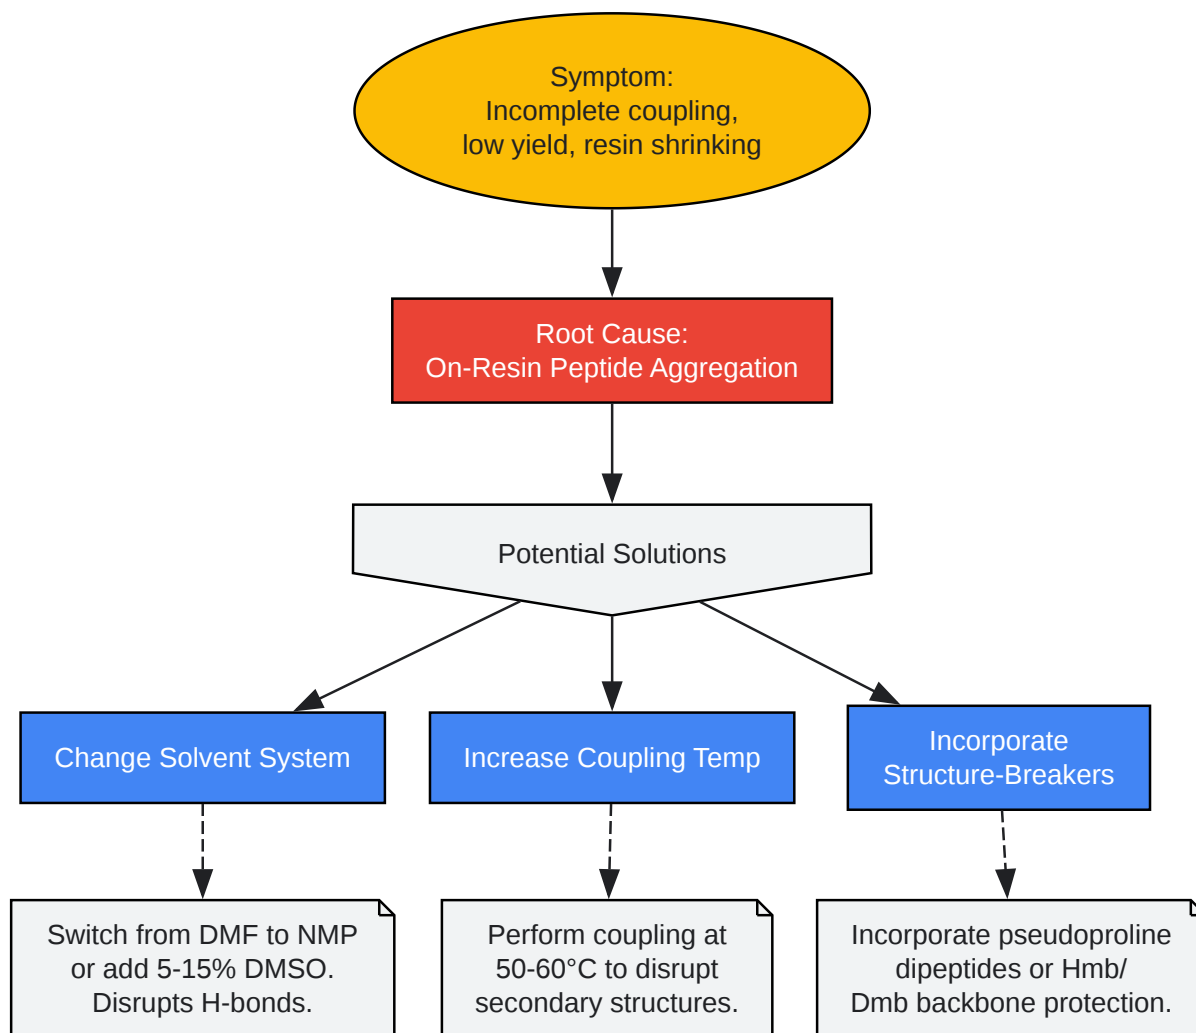 Symptom:
Incomplete coupling,
low yield, resin shrinking
Root Cause:
On-Resin Peptide Aggregation
Potential Solutions
Change Solvent System
Increase Coupling Temp
Incorporate
Structure-Breakers
Switch from DMF to NMP
or add 5-15% DMSO.
Disrupts H-bonds.
Perform coupling at
50-60°C to disrupt
secondary structures.
Incorporate pseudoproline
dipeptides or Hmb/
Dmb backbone protection.